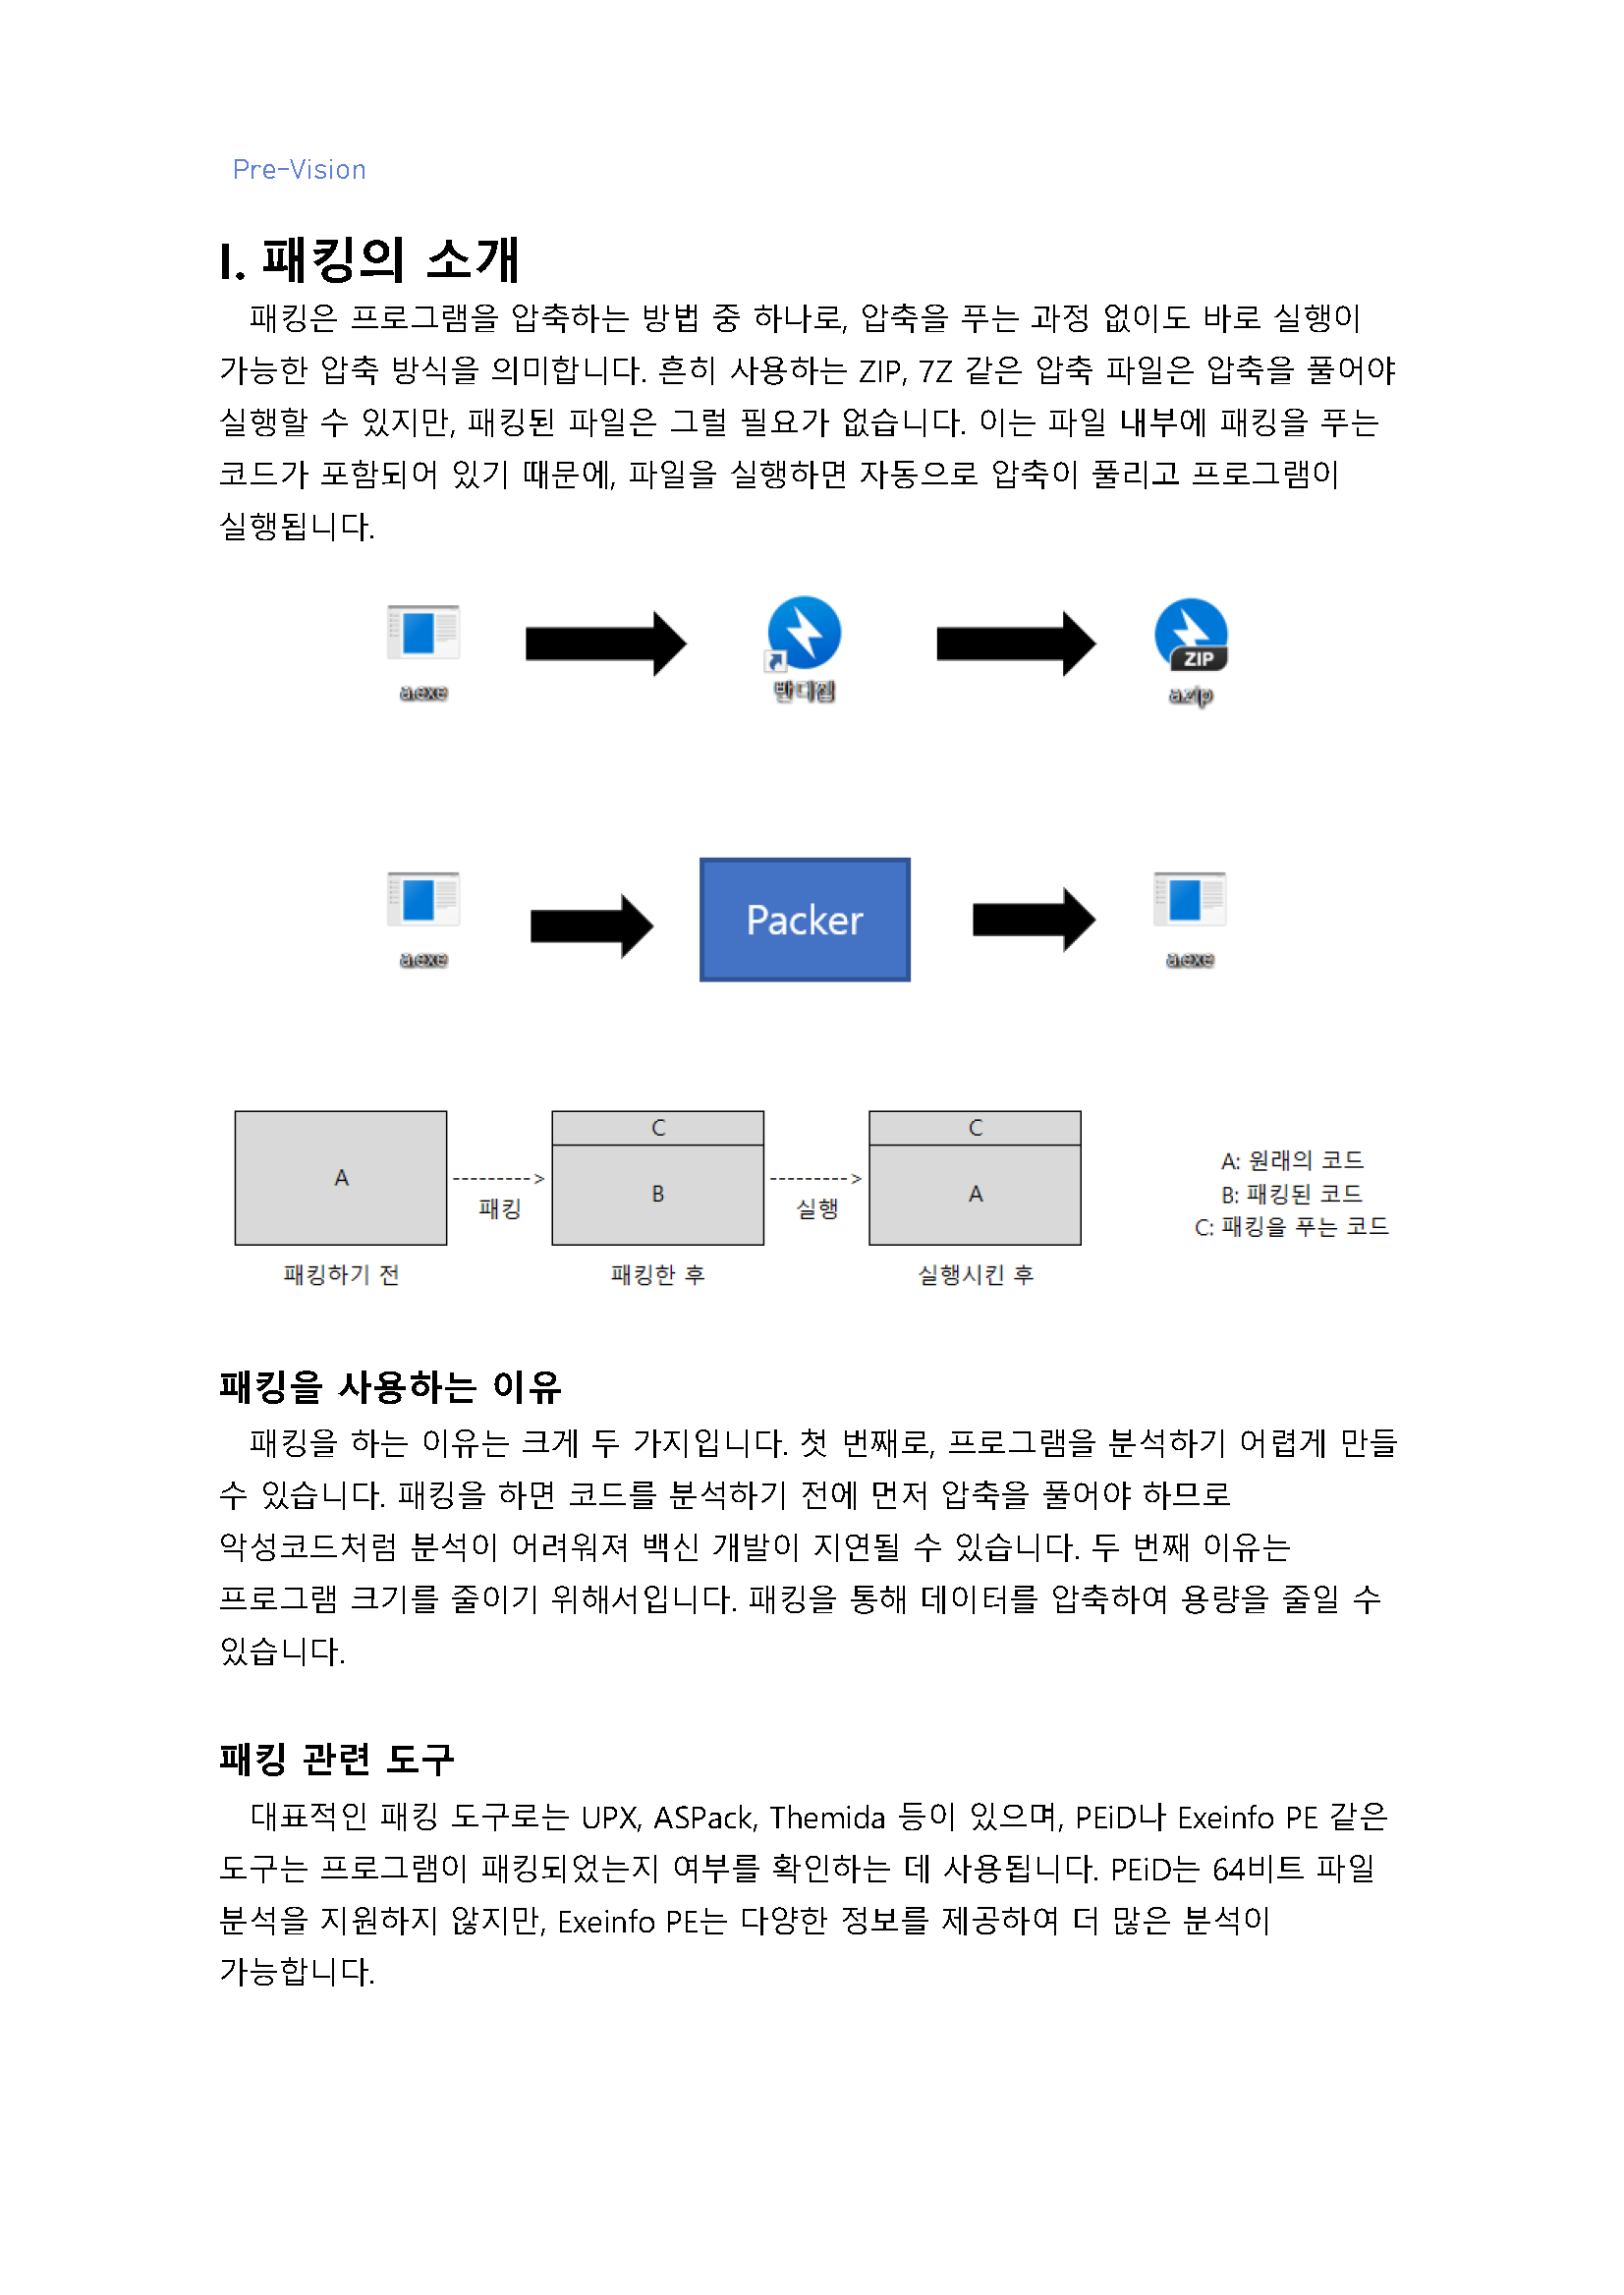 Pre-Vision
I. 패킹의 소개
패킹은 프로그램을 압축하는 방법 중 하나로, 압축을 푸는 과정 없이도 바로 실행이
가능한 압축 방식을 의미합니다. 흔히 사용하는 ZIP, 7Z 같은 압축 파일은 압축을 풀어야
실행할 수 있지만, 패킹된 파일은 그럴 필요가 없습니다. 이는 파일 내부에 패킹을 푸는
코드가 포함되어 있기 때문에, 파일을 실행하면 자동으로 압축이 풀리고 프로그램이
실행됩니다.
a.exe
반디집
ZIP
a.zip
a.exe
Packer
a.exe
A
패킹하기 전
--------->
패킹
C
B
패킹한 후
--------->
실행
C
A
실행시킨 후
A: 원래의 코드
B: 패킹된 코드
C: 패킹을 푸는 코드
패킹을 사용하는 이유
패킹을 하는 이유는 크게 두 가지입니다. 첫 번째로, 프로그램을 분석하기 어렵게 만들
수 있습니다. 패킹을 하면 코드를 분석하기 전에 먼저 압축을 풀어야 하므로
악성코드처럼 분석이 어려워져 백신 개발이 지연될 수 있습니다. 두 번째 이유는
프로그램 크기를 줄이기 위해서입니다. 패킹을 통해 데이터를 압축하여 용량을 줄일 수
있습니다.
패킹 관련 도구
대표적인 패킹 도구로는 UPX, ASPack, Themida 등이 있으며, PEiD나 Exeinfo PE 같은
도구는 프로그램이 패킹되었는지 여부를 확인하는 데 사용됩니다. PEiD는 64비트 파일
분석을 지원하지 않지만, Exeinfo PE는 다양한 정보를 제공하여 더 많은 분석이
가능합니다.